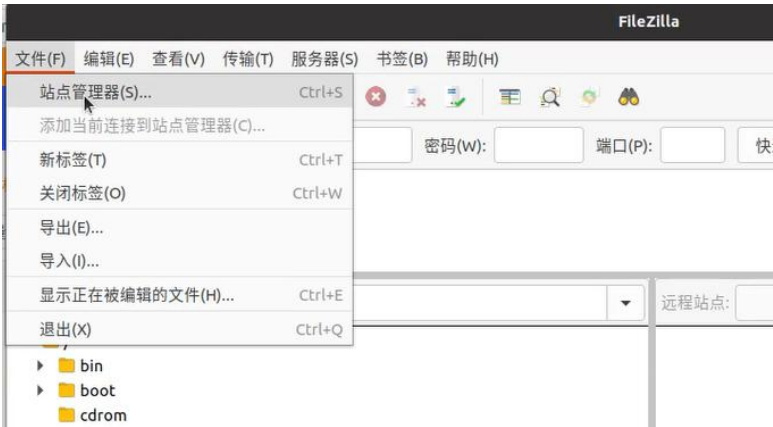 FileZilla
文件(F) 编辑(E) 查看(V) 传输(T) 服务器(S) 书签(B) 帮助(H)
站点管理器(S)... Ctrl+S
添加当前连接到站点管理器(C)...
密码(W): 端口(P): 快
新标签(T) Ctrl+T
关闭标签(O) Ctrl+W
导出(E)...
导入(I)...
显示正在被编辑的文件(H)... Ctrl+E
远程站点:
退出(X) Ctrl+Q
bin
boot
cdrom